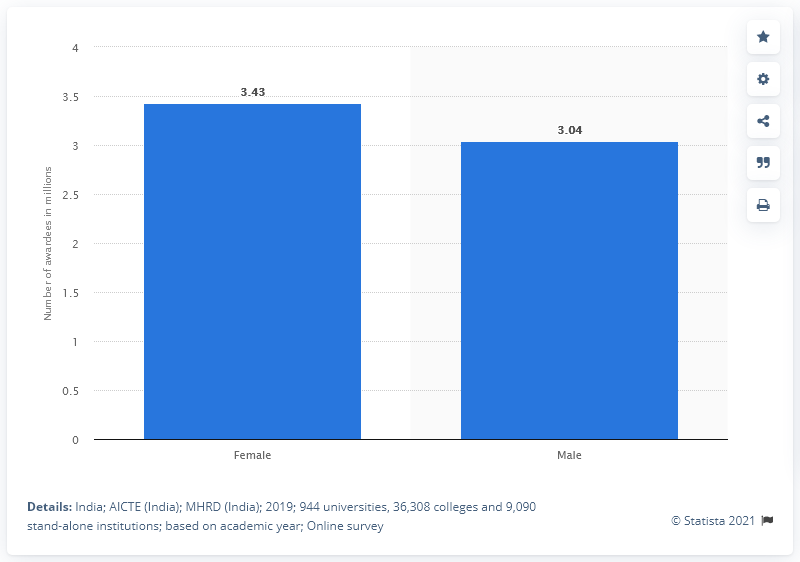 4
3.5
3
2.5
2
1.5
1
0.5
0
Number of awardees in millions
3.43
3.04
Female
Male
Details: India; AICTE (India); MHRD (India); 2019; 944 universities, 36,308 colleges and 9,090
stand-alone institutions; based on academic year; Online survey
© Statista 2021